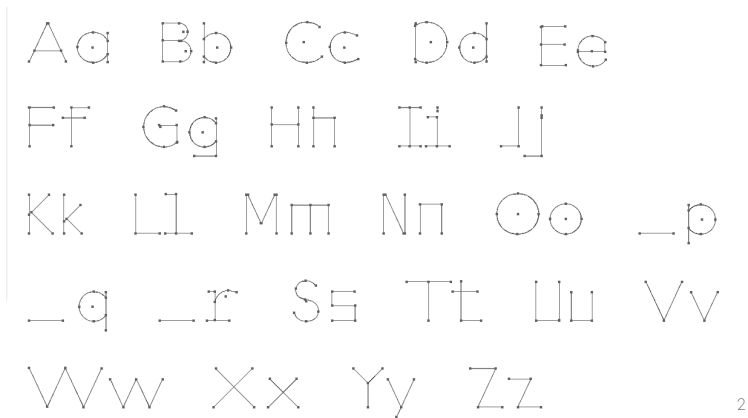 Aa Bb Cc Dd Ee
Ff Gg Hh Ii Jj
Kk Ll Mm Nn Oo _p
_q _r Ss Tt Uu Vv
Ww Xx Yy Zz
2